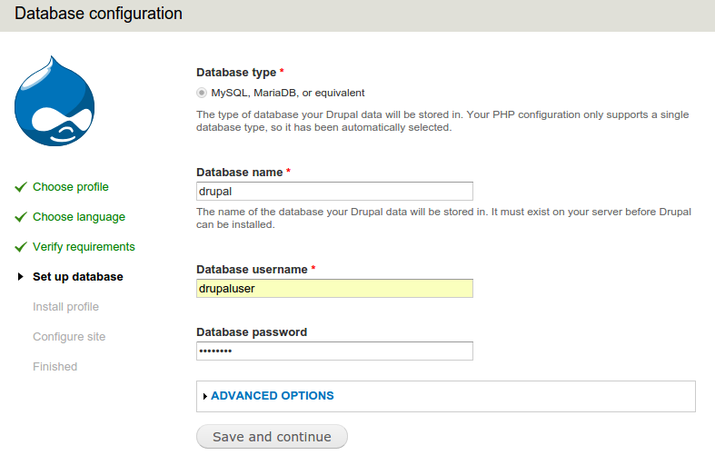 Database configuration
Choose profile
Choose language
Verify requirements
Set up database
Install profile
Configure site
Finished
Database type *
MySQL, MariaDB, or equivalent
The type of database your Drupal data will be stored in. Your PHP configuration only supports a single
database type, so it has been automatically selected.
Database name *
drupal
The name of the database your Drupal data will be stored in. It must exist on your server before Drupal
can be installed.
Database username *
drupaluser
Database password
••••••••
ADVANCED OPTIONS
Save and continue